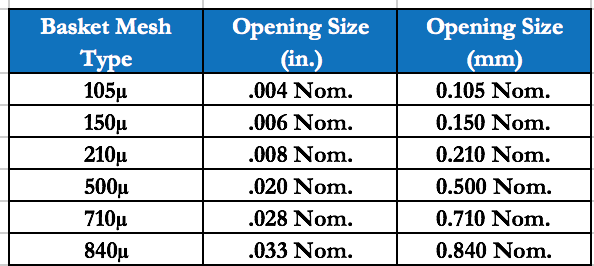 Basket Mesh Type Opening Size (in.) Opening Size (mm)
105μ .004 Nom. 0.105 Nom.
150μ .006 Nom. 0.150 Nom.
210μ .008 Nom. 0.210 Nom.
500μ .020 Nom. 0.500 Nom.
710μ .028 Nom. 0.710 Nom.
840μ .033 Nom. 0.840 Nom.